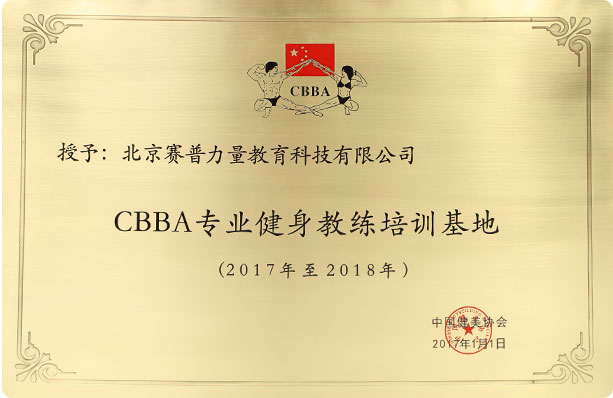 CBBA
授予：北京赛普力量教育科技有限公司
CBBA专业健身教练培训基地
(2017年至2018年)
中国健美协会
2017年1月1日